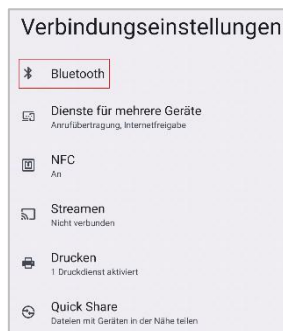 Verbindungseinstellungen
Bluetooth
Dienste für mehrere Geräte
Anrufübertragung, Internetfreigabe
NFC
An
Streamen
Nicht verbunden
Drucken
1 Druckdienst aktiviert
Quick Share
Dateien mit Geräten in der Nähe teilen